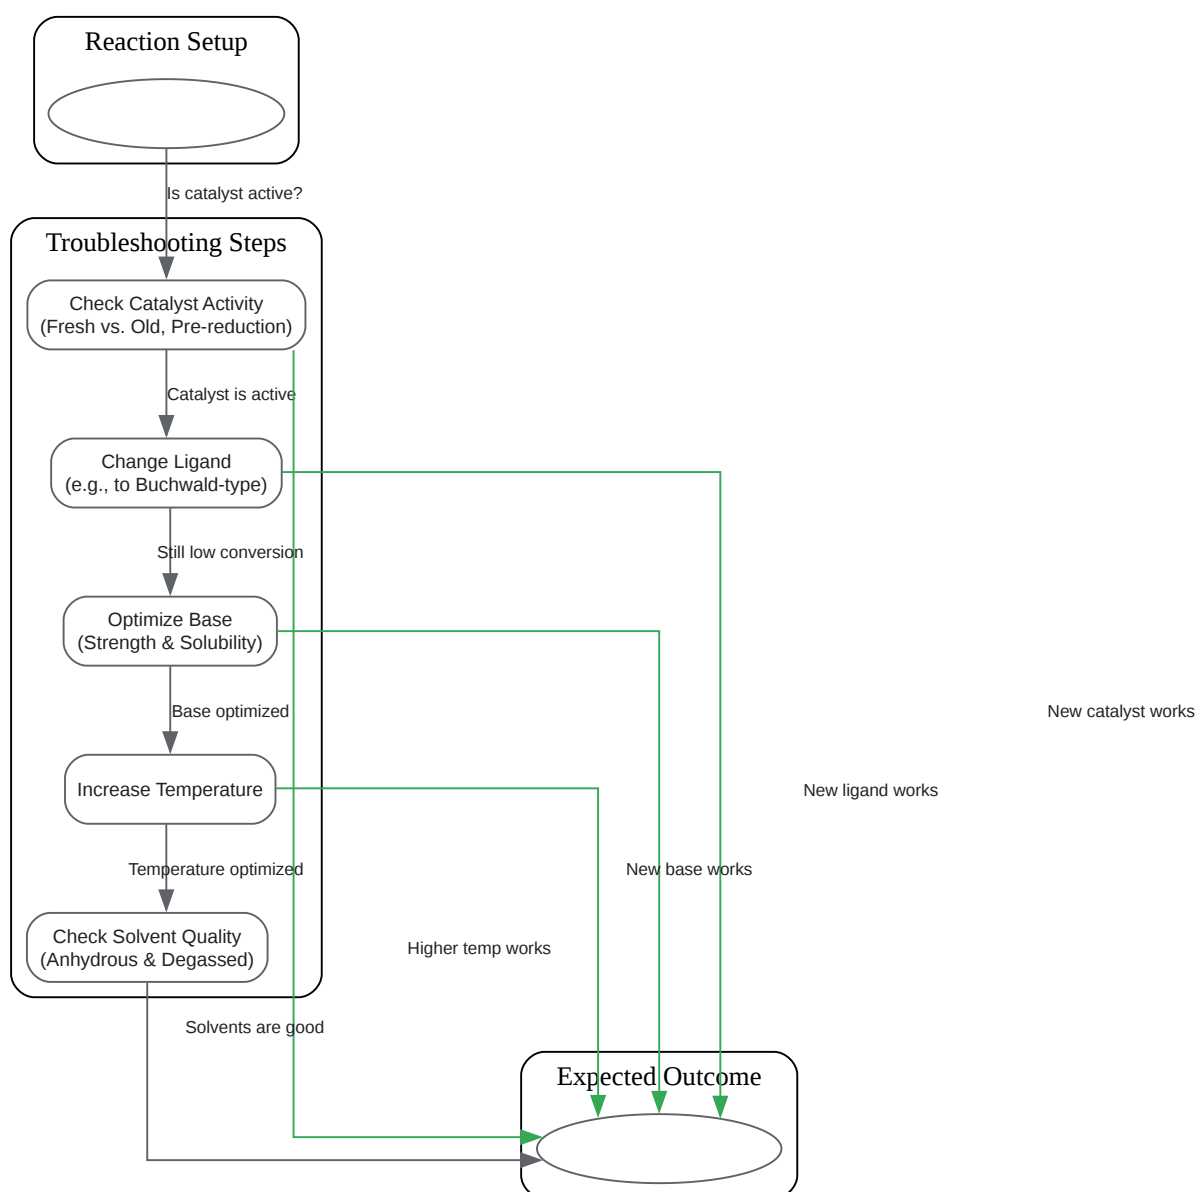 Reaction Setup
Is catalyst active?
Troubleshooting Steps
Check Catalyst Activity
(Fresh vs. Old, Pre-reduction)
Catalyst is active
Change Ligand
(e.g., to Buchwald-type)
Still low conversion
Optimize Base
(Strength & Solubility)
Base optimized
New catalyst works
Increase Temperature
New ligand works
Temperature optimized
New base works
Check Solvent Quality
(Anhydrous & Degassed)
Higher temp works
Solvents are good
Expected Outcome